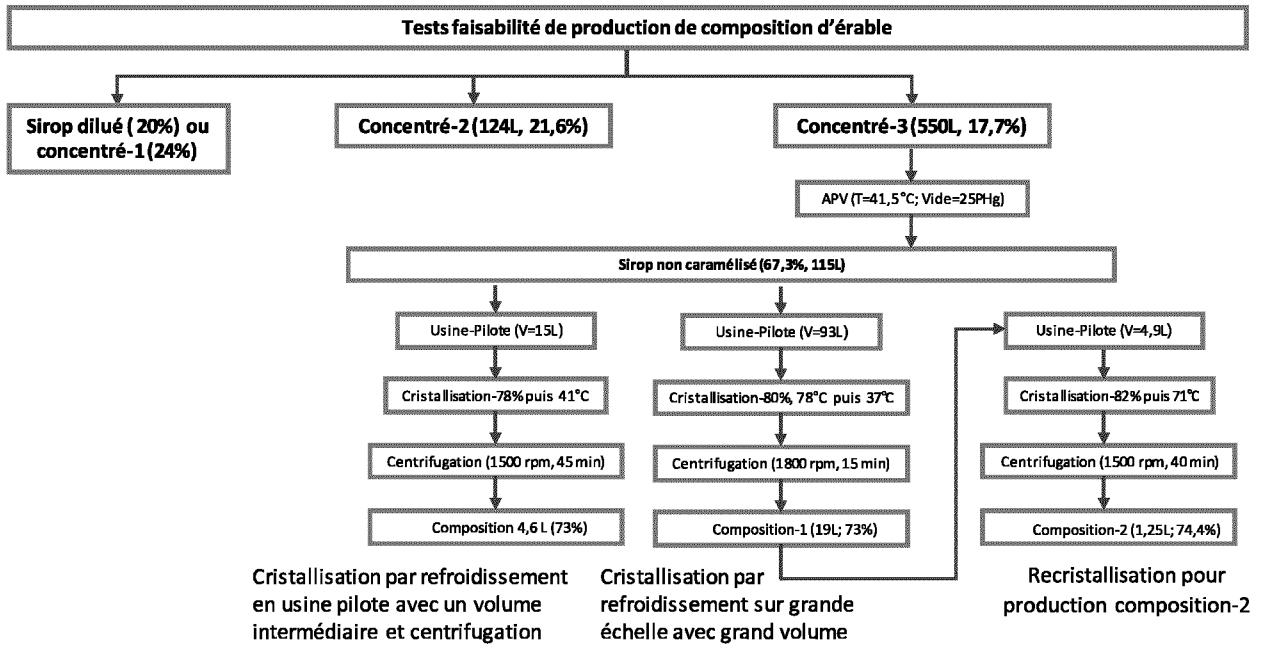 Tests faisabilité de production de composition d'érable
Sirop dilué (20%) ou
concentré-1 (24%)
Concentré-2 (124L, 21,6%)
Concentré-3 (550L, 17,7%)
APV (T=41,5°C; Vide=25PHg)
Sirop non caramélisé (67,3%, 115L)
Usine-Pilote (V=15L)
Cristallisation-78% puis 41°C
Centrifugation (1500 rpm, 45 min)
Composition 4,6 L (73%)
Cristallisation par refroidissement
en usine pilote avec un volume
intermédiaire et centrifugation
Usine-Pilote (V=93L)
Cristallisation-80%, 78°C puis 37°C
Centrifugation (1800 rpm, 15 min)
Composition-1 (19L; 73%)
Cristallisation par
refroidissement sur grande
échelle avec grand volume
Usine-Pilote (V=4,9L)
Cristallisation-82% puis 71°C
Centrifugation (1500 rpm, 40 min)
Composition-2 (1,25L; 74,4%)
Recristallisation pour
production composition-2